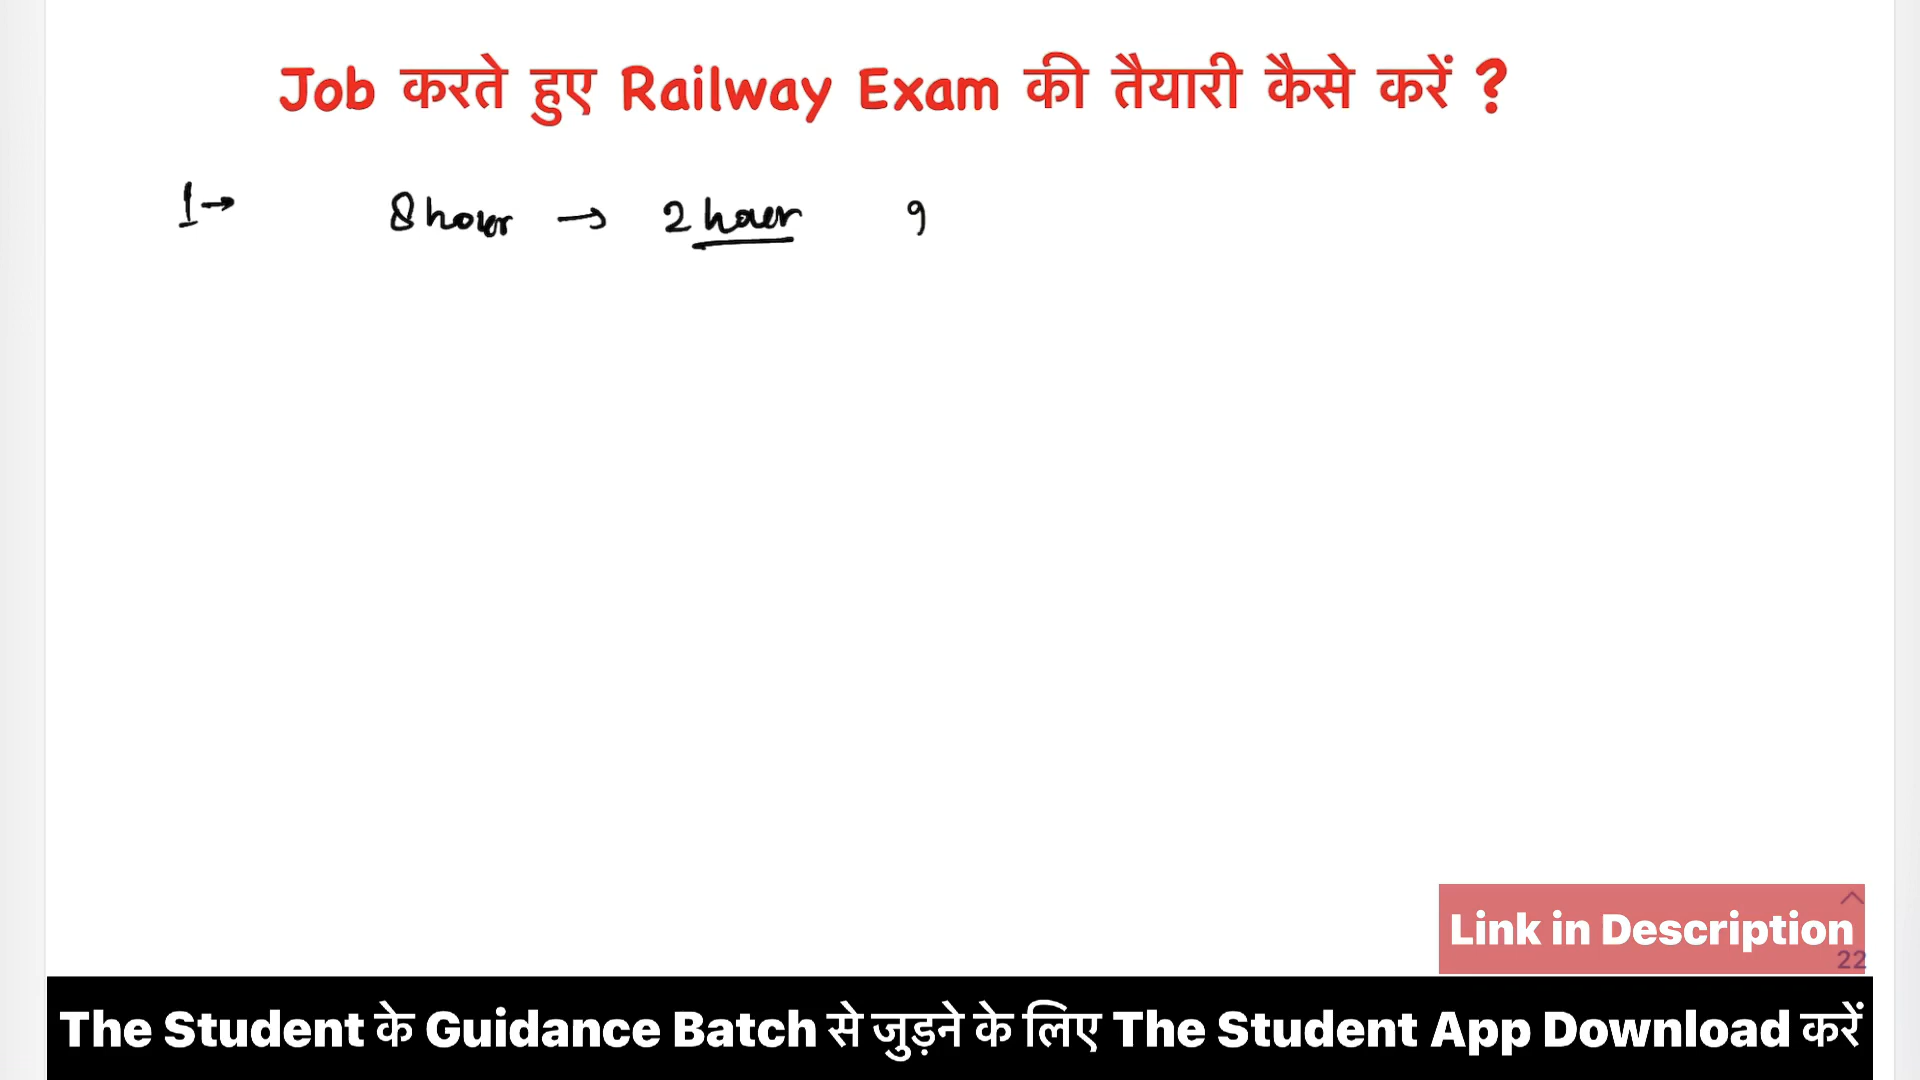 Job करते हुए Railway Exam की तैयारी कैसे करें ?
1→ 8 hour → 2 hour 9
Link in Description
22
The Student के Guidance Batch से जुड़ने के लिए The Student App Download करें